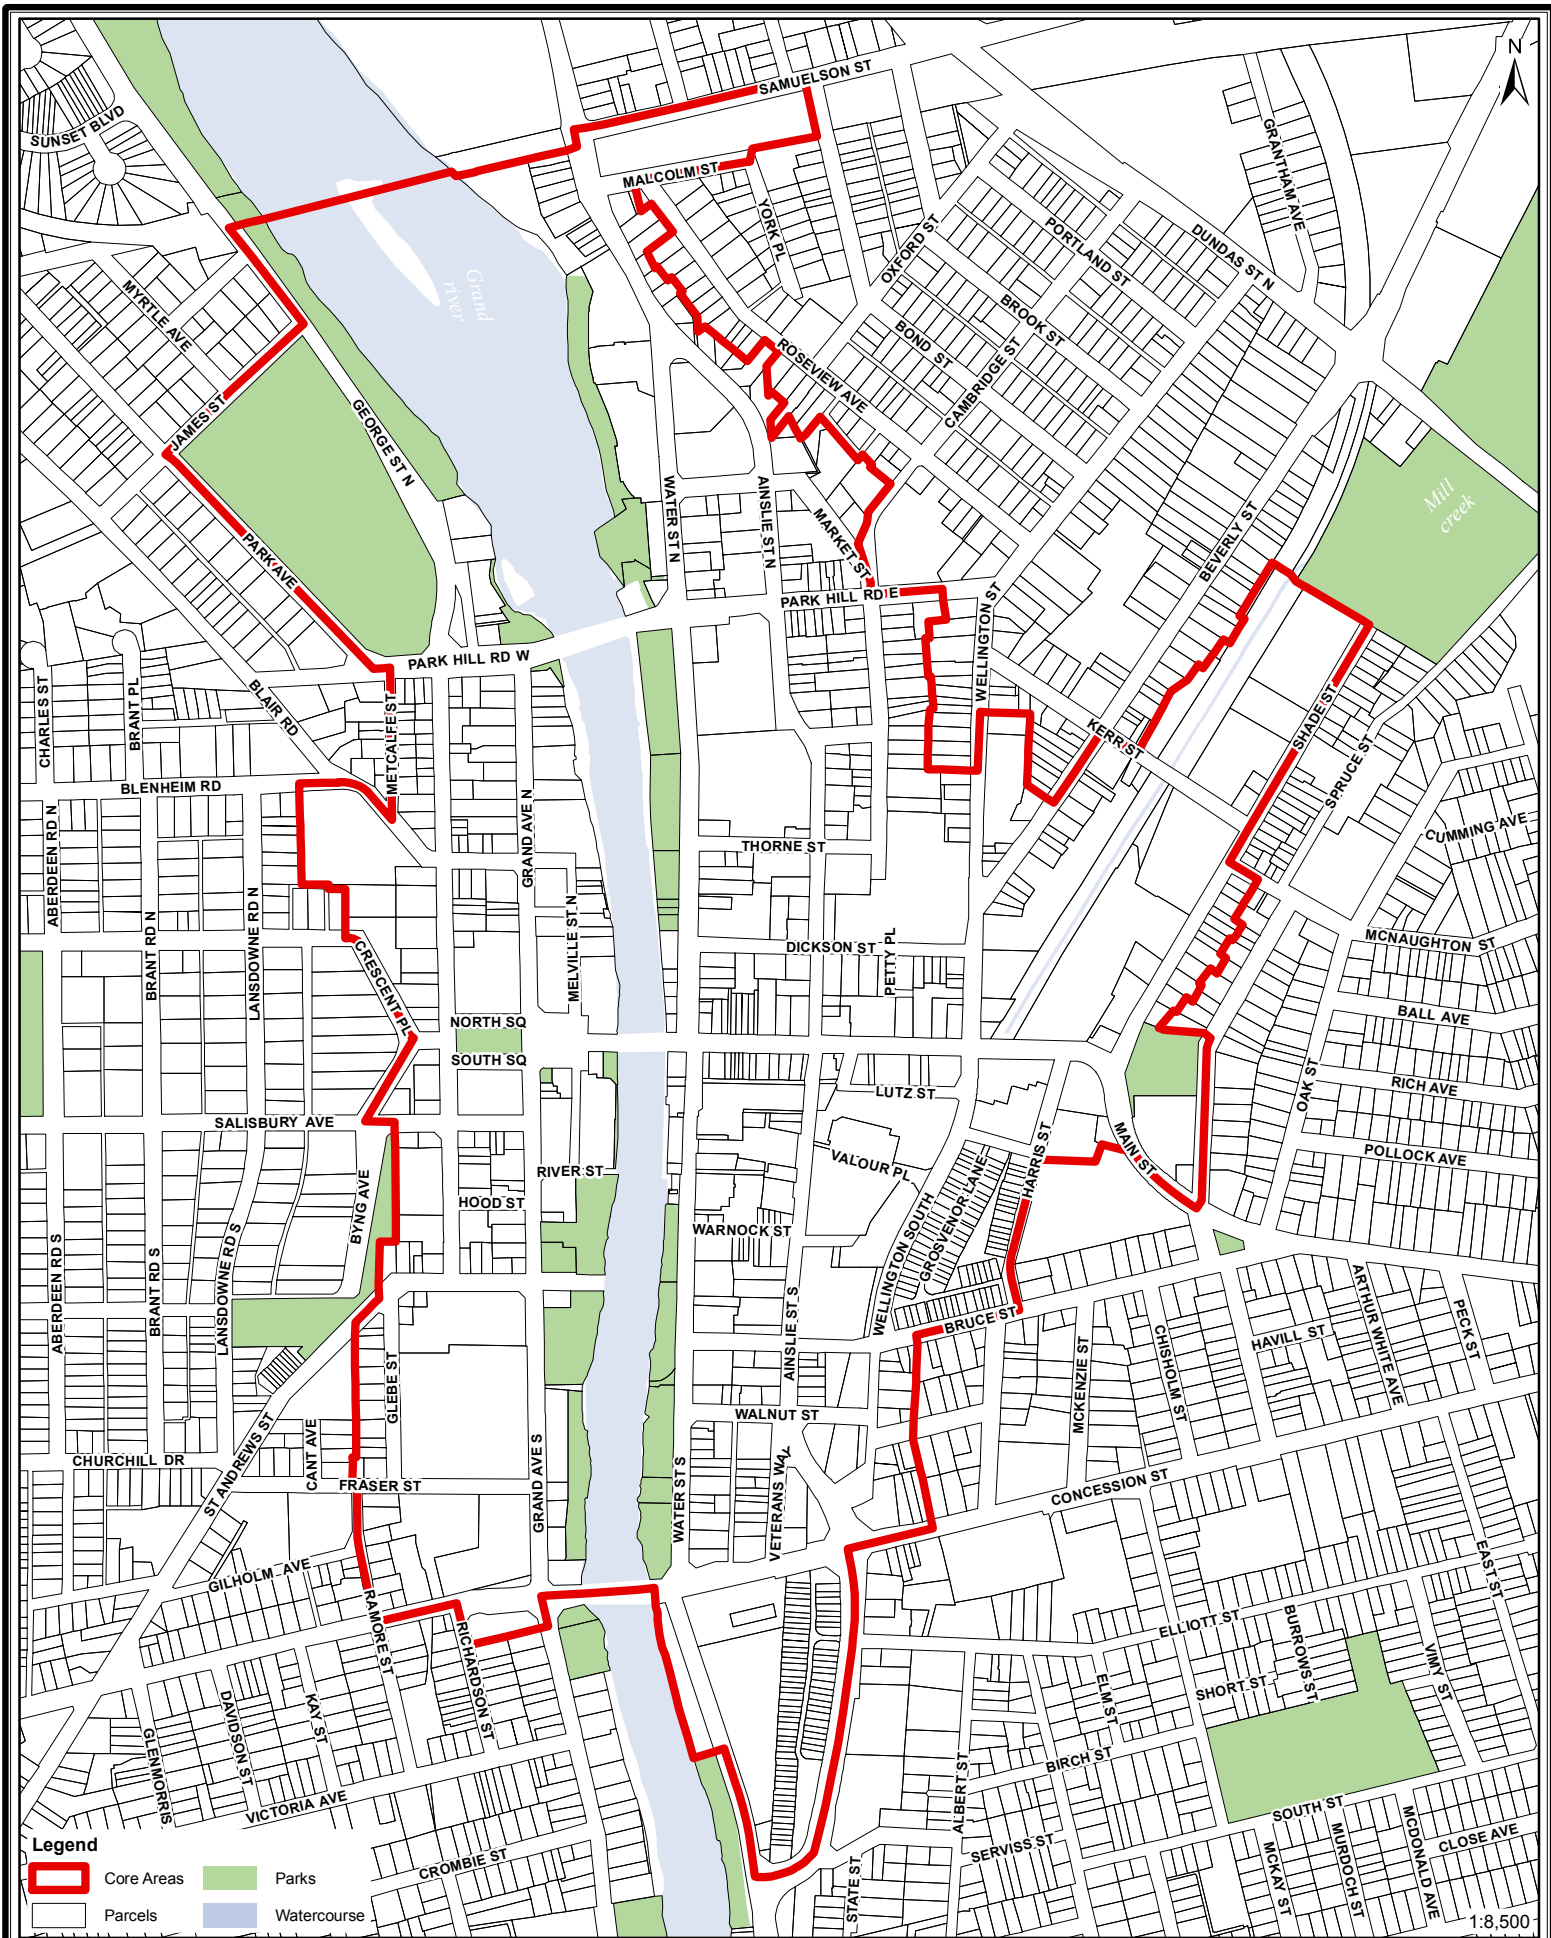 N
SAMUELSON ST
SUNSET BLVD
GRANTHAM AVE
MALCOLM ST
YORK PL
OXFORD ST
PORTLAND ST
DUNDAS ST N
Grand
river
MYRTLE AVE
BROOK ST
BOND ST
ROSEVIEW AVE
CAMBRIDGE ST
JAMES ST
GEORGE ST N
WATER ST N
AINSLIE ST N
MARKET ST
Mill
creek
BEVERLY ST
PARK AVE
PARK HILL RD E
WELLINGTON ST
PARK HILL RD W
CHARLES ST
BRANT PL
BLAIR RD
METCALFE ST
KERR ST
SHADE ST
SPRUCE ST
BLENHEIM RD
ABERDEEN RD N
GRAND AVE N
THORNE ST
CUMMING AVE
BRANT RD N
LANSDOWNE RD N
MELVILLE ST N
DICKSON ST
PETTY PL
MCNAUGHTON ST
CRESCENT PL
NORTH SQ
SOUTH SQ
BALL AVE
RICH AVE
OAK ST
LUTZ ST
SALISBURY AVE
MAIN ST
HARRIS ST
POLLOCK AVE
RIVER ST
VALOUR PL
HOOD ST
BYNG AVE
WARNOCK ST
WELLINGTON SOUTH
GROSVENOR LANE
ABERDEEN RD S
BRANT RD S
LANSDOWNE RD S
AINSLIE ST S
BRUCE ST
MCKENZIE ST
CHISHOLM ST
HAVILL ST
ARTHUR WHITE AVE
PECK ST
GLEBE ST
WALNUT ST
CHURCHILL DR
ST ANDREWS ST
CANT AVE
FRASER ST
GRAND AVE S
WATER ST S
VETERANS WAY
CONCESSION ST
GILHOLM AVE
RAMORE ST
RICHARDSON ST
EAST ST
ELLIOTT ST
BURROWS ST
VIMY ST
ELM ST
SHORT ST
DAVIDSON ST
KAY ST
GLENMORRIS
BIRCH ST
ALBERT ST
VICTORIA AVE
SOUTH ST
CROMBIE ST
SERVISS ST
STATE ST
MCKAY ST
MURDOCH ST
MCDONALD AVE
CLOSE AVE
Legend
Core Areas
Parks
Parcels
Watercourse
1:8,500